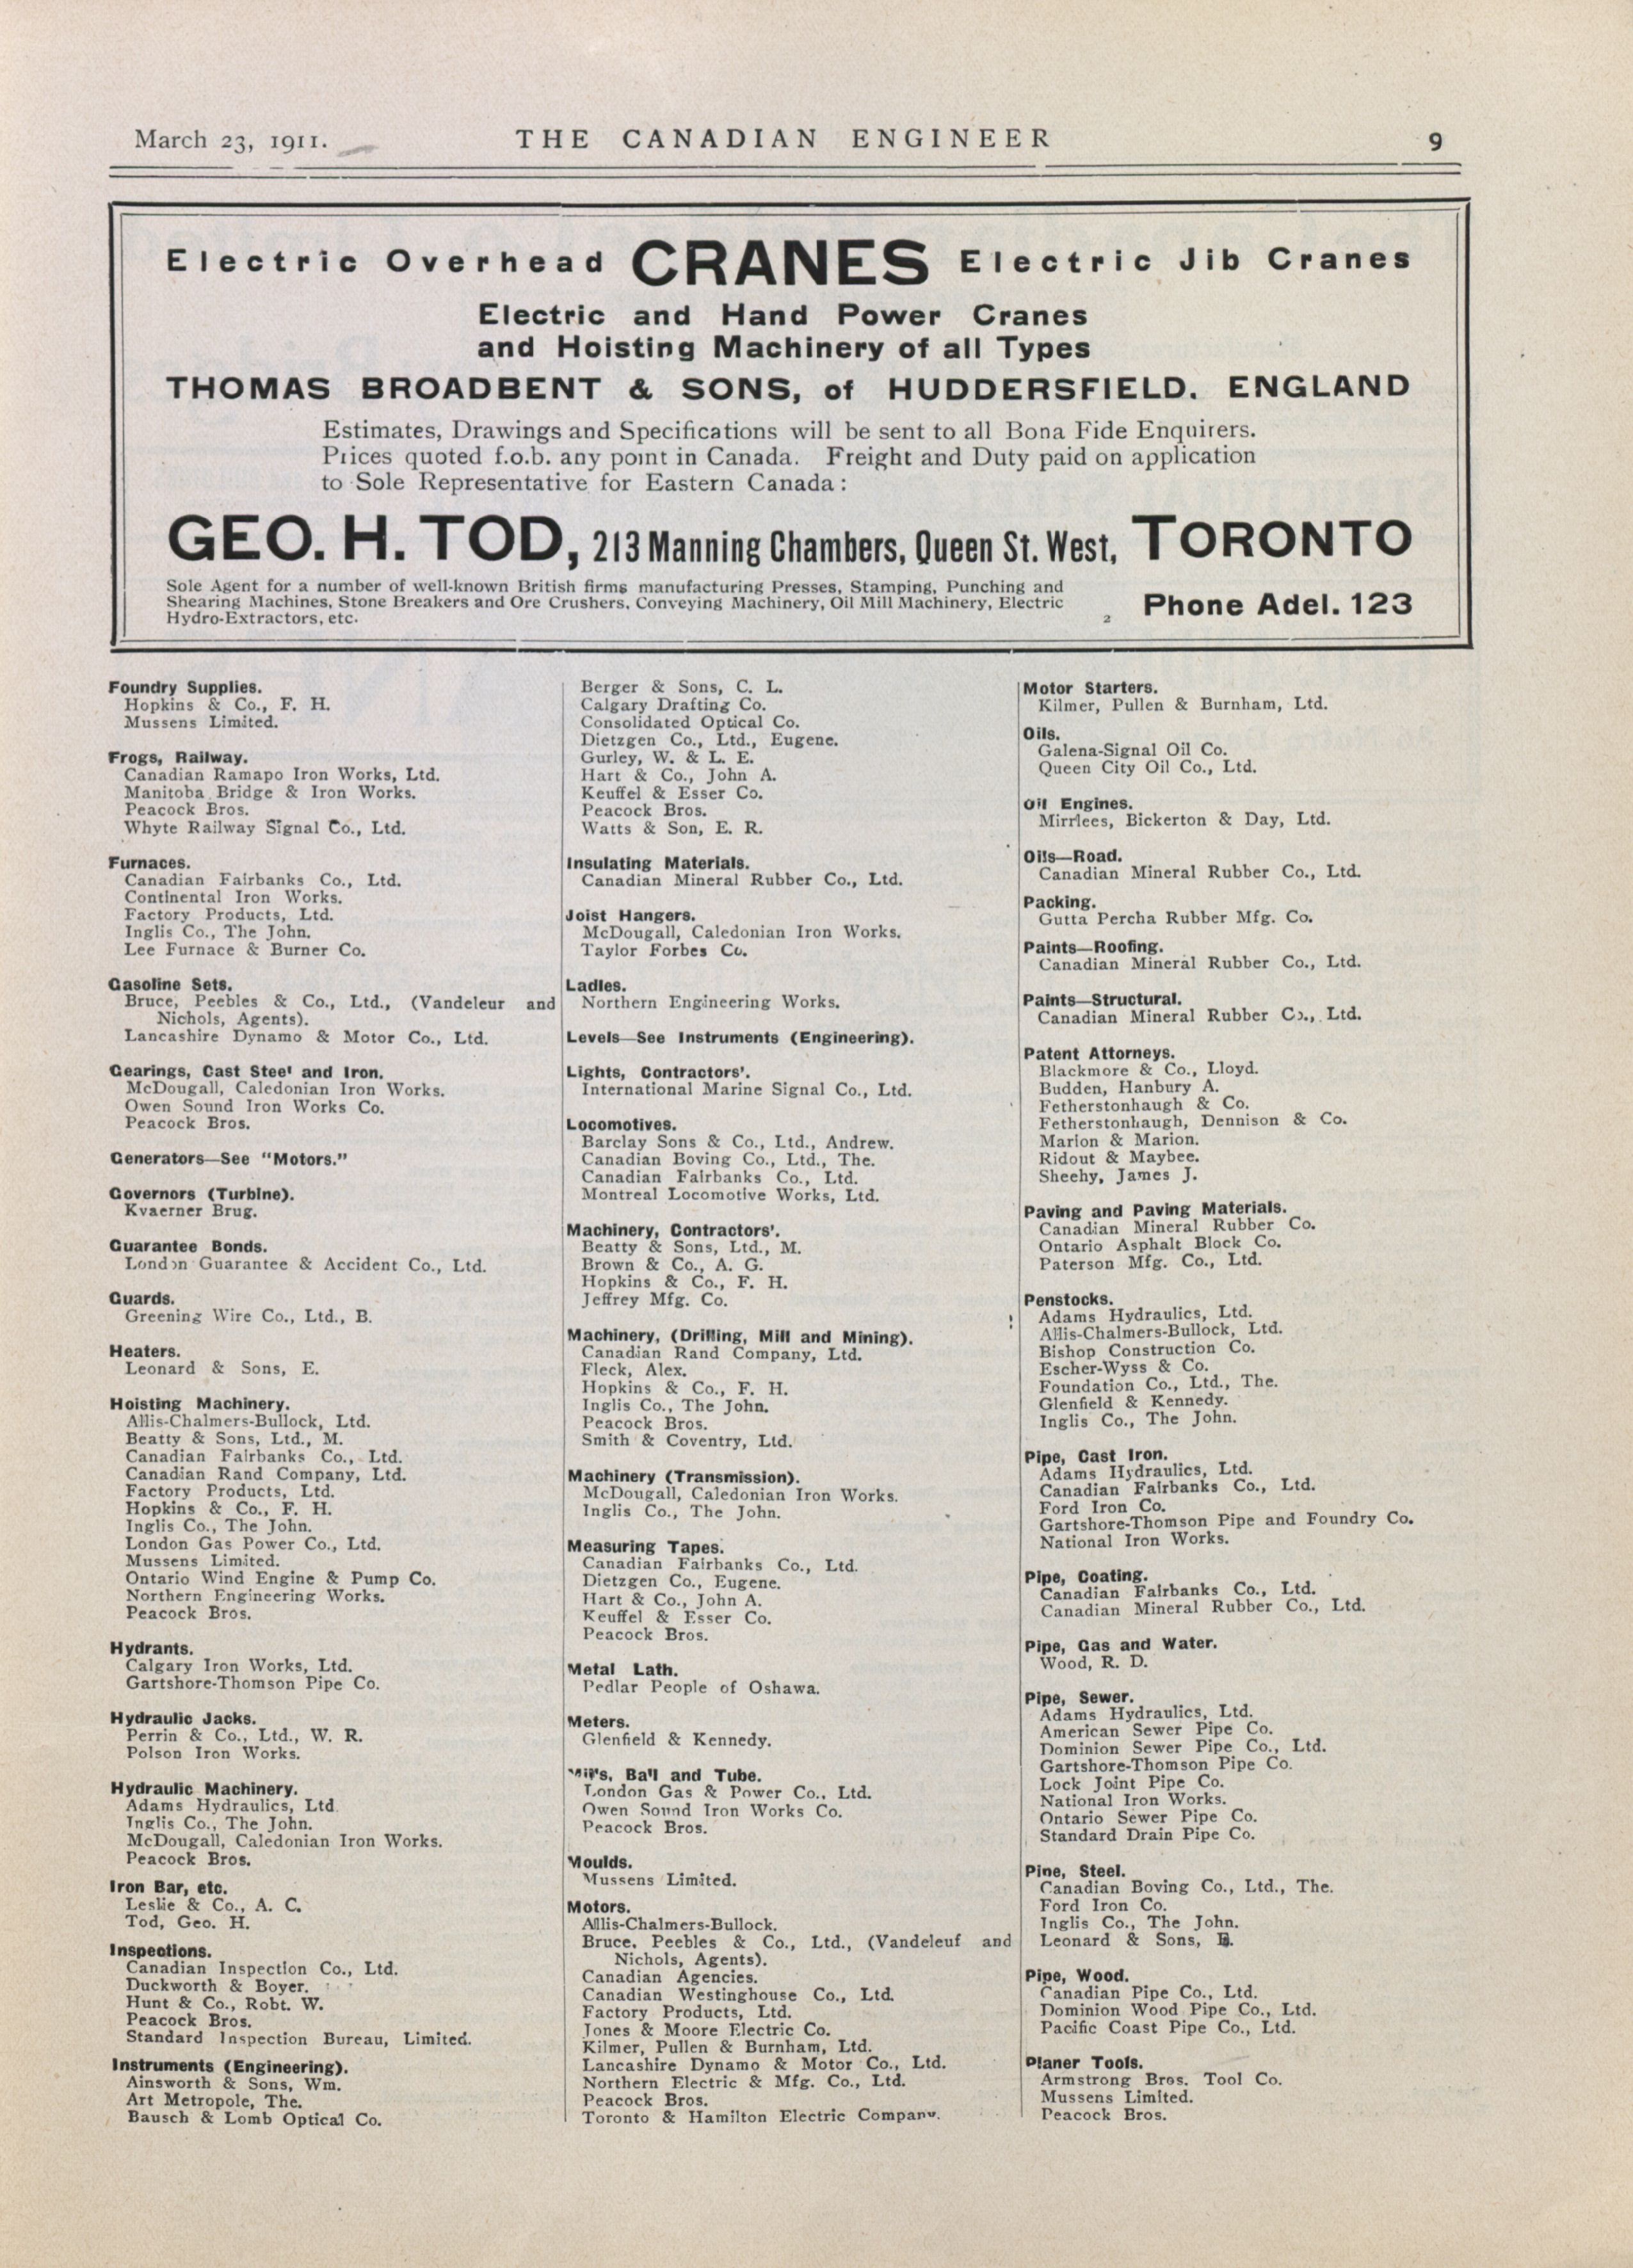 March 23, 1911.
THE CANADIAN ENGINEER
9
Electric Overhead CRANES Electric Jib Cranes
Electric and Hand Power Cranes
and Hoisting Machinery of all Types
THOMAS BROADBENT & SONS, of HUDDERSFIELD. ENGLAND
Estimates, Drawings and Specifications will be sent to all Bona Fide Enquirers.
Prices quoted f.o.b. any point in Canada. Freight and Duty paid on application
to Sole Representative for Eastern Canada:
GEO. H. TOD, 213 Manning Chambers, Queen St. West, TORONTO
Sole Agent for a number of well-known British firms manufacturing Presses, Stamping, Punching and
Shearing Machines, Stone Breakers and Ore Crushers, Conveying Machinery, Oil Mill Machinery, Electric
Hydro-Extractors, etc.
2
Phone Adel. 123
Foundry Supplies.
Hopkins & Co., F. H.
Mussens Limited.
Frogs, Railway.
Canadian Ramapo Iron Works, Ltd.
Manitoba Bridge & Iron Works.
Peacock Bros.
Whyte Railway Signal Co., Ltd.
Furnaces.
Canadian Fairbanks Co., Ltd.
Continental Iron Works.
Factory Products, Ltd.
Inglis Co., The John.
Lee Furnace & Burner Co.
Gasoline Sets.
Bruce, Peebles & Co., Ltd., (Vandeleur and
Nichols, Agents).
Lancashire Dynamo & Motor Co., Ltd.
Gearings, Cast Steel and Iron.
McDougall, Caledonian Iron Works.
Owen Sound Iron Works Co.
Peacock Bros.
Generators—See "Motors."
Governors (Turbine).
Kvaerner Brug.
Guarantee Bonds.
London Guarantee & Accident Co., Ltd.
Guards.
Greening Wire Co., Ltd., B.
Heaters.
Leonard & Sons, E.
Hoisting Machinery.
Allis-Chalmers-Bullock, Ltd.
Beatty & Sons, Ltd., M.
Canadian Fairbanks Co., Ltd.
Canadian Rand Company, Ltd.
Factory Products, Ltd.
Hopkins & Co., F. H.
Inglis Co., The John.
London Gas Power Co., Ltd.
Mussens Limited.
Ontario Wind Engine & Pump Co.
Northern Engineering Works.
Peacock Bros.
Hydrants.
Calgary Iron Works, Ltd.
Gartshore-Thomson Pipe Co.
Hydraulic Jacks.
Perrin & Co., Ltd., W. R.
Polson Iron Works.
Hydraulic Machinery.
Adams Hydraulics, Ltd
Inglis Co., The John.
McDougall, Caledonian Iron Works.
Peacock Bros.
Iron Bar, etc.
Leslie & Co., A. C.
Tod, Geo. H.
Inspections.
Canadian Inspection Co., Ltd.
Duckworth & Boyer.
Hunt & Co., Robt. W.
Peacock Bros.
Standard Inspection Bureau, Limited.
Instruments (Engineering).
Ainsworth & Sons, Wm.
Art Metropole, The.
Bausch & Lomb Optical Co.
Berger & Sons, C. L.
Calgary Drafting Co.
Consolidated Optical Co.
Dietzgen Co., Ltd., Eugene.
Gurley, W. & L. E.
Hart & Co., John A.
Keuffel & Esser Co.
Peacock Bros.
Watts & Son, E. R.
Insulating Materials.
Canadian Mineral Rubber Co., Ltd.
Joist Hangers.
McDougall, Caledonian Iron Works.
Taylor Forbes Co.
Ladles.
Northern Engineering Works.
Levels—See Instruments (Engineering).
Lights, Contractors'.
International Marine Signal Co., Ltd.
Locomotives.
Barclay Sons & Co., Ltd., Andrew.
Canadian Boving Co., Ltd., The.
Canadian Fairbanks Co., Ltd.
Montreal Locomotive Works, Ltd.
Machinery, Contractors'.
Beatty & Sons, Ltd., M.
Brown & Co., A. G.
Hopkins & Co., F. H.
Jeffrey Mfg. Co.
Machinery, (Drilling, Mill and Mining).
Canadian Rand Company, Ltd.
Fleck, Alex.
Hopkins & Co., F. H.
Inglis Co., The John.
Peacock Bros.
Smith & Coventry, Ltd.
Machinery (Transmission).
McDougall, Caledonian Iron Works.
Inglis Co., The John.
Measuring Tapes.
Canadian Fairbanks Co., Ltd.
Dietzgen Co., Eugene.
Hart & Co., John A.
Keuffel & Esser Co.
Peacock Bros.
Metal Lath.
Pedlar People of Oshawa.
Meters.
Glenfield & Kennedy.
Mills, Ball and Tube.
London Gas & Power Co., Ltd.
Owen Sound Iron Works Co.
Peacock Bros.
Moulds.
Mussens Limited.
Motors.
Allis-Chalmers-Bullock.
Bruce, Peebles & Co., Ltd., (Vandeleuf and
Nichols, Agents).
Canadian Agencies.
Canadian Westinghouse Co., Ltd.
Factory Products, Ltd.
Jones & Moore Electric Co.
Kilmer, Pullen & Burnham, Ltd.
Lancashire Dynamo & Motor Co., Ltd.
Northern Electric & Mfg. Co., Ltd.
Peacock Bros.
Toronto & Hamilton Electric Company.
Motor Starters.
Kilmer, Pullen & Burnham, Ltd.
Oils.
Galena-Signal Oil Co.
Queen City Oil Co., Ltd.
Oil Engines.
Mirrlees, Bickerton & Day, Ltd.
Oils—Road.
Canadian Mineral Rubber Co., Ltd.
Packing.
Gutta Percha Rubber Mfg. Co.
Paints—Roofing.
Canadian Mineral Rubber Co., Ltd.
Paints—Structural.
Canadian Mineral Rubber Co., Ltd.
Patent Attorneys.
Blackmore & Co., Lloyd.
Budden, Hanbury A.
Fetherstonhaugh & Co.
Fetherstonhaugh, Dennison & Co.
Marion & Marion.
Ridout & Maybee.
Sheehy, James J.
Paving and Paving Materials.
Canadian Mineral Rubber Co.
Ontario Asphalt Block Co.
Paterson Mfg. Co., Ltd.
Penstocks.
Adams Hydraulics, Ltd.
Allis-Chalmers-Bullock, Ltd.
Bishop Construction Co.
Escher-Wyss & Co.
Foundation Co., Ltd., The.
Glenfield & Kennedy.
Inglis Co., The John.
Pipe, Cast Iron.
Adams Hydraulics, Ltd.
Canadian Fairbanks Co., Ltd.
Ford Iron Co.
Gartshore-Thomson Pipe and Foundry Co.
National Iron Works.
Pipe, Coating.
Canadian Fairbanks Co., Ltd.
Canadian Mineral Rubber Co., Ltd.
Pipe, Gas and Water.
Wood, R. D.
Pipe, Sewer.
Adams Hydraulics, Ltd.
American Sewer Pipe Co.
Dominion Sewer Pipe Co., Ltd.
Gartshore-Thomson Pipe Co.
Lock Joint Pipe Co.
National Iron Works.
Ontario Sewer Pipe Co.
Standard Drain Pipe Co.
Pipe, Steel.
Canadian Boving Co., Ltd., The.
Ford Iron Co.
Inglis Co., The John.
Leonard & Sons, E.
Pipe, Wood.
Canadian Pipe Co., Ltd.
Dominion Wood Pipe Co., Ltd.
Pacific Coast Pipe Co., Ltd.
Planer Tools.
Armstrong Bros. Tool Co.
Mussens Limited.
Peacock Bros.